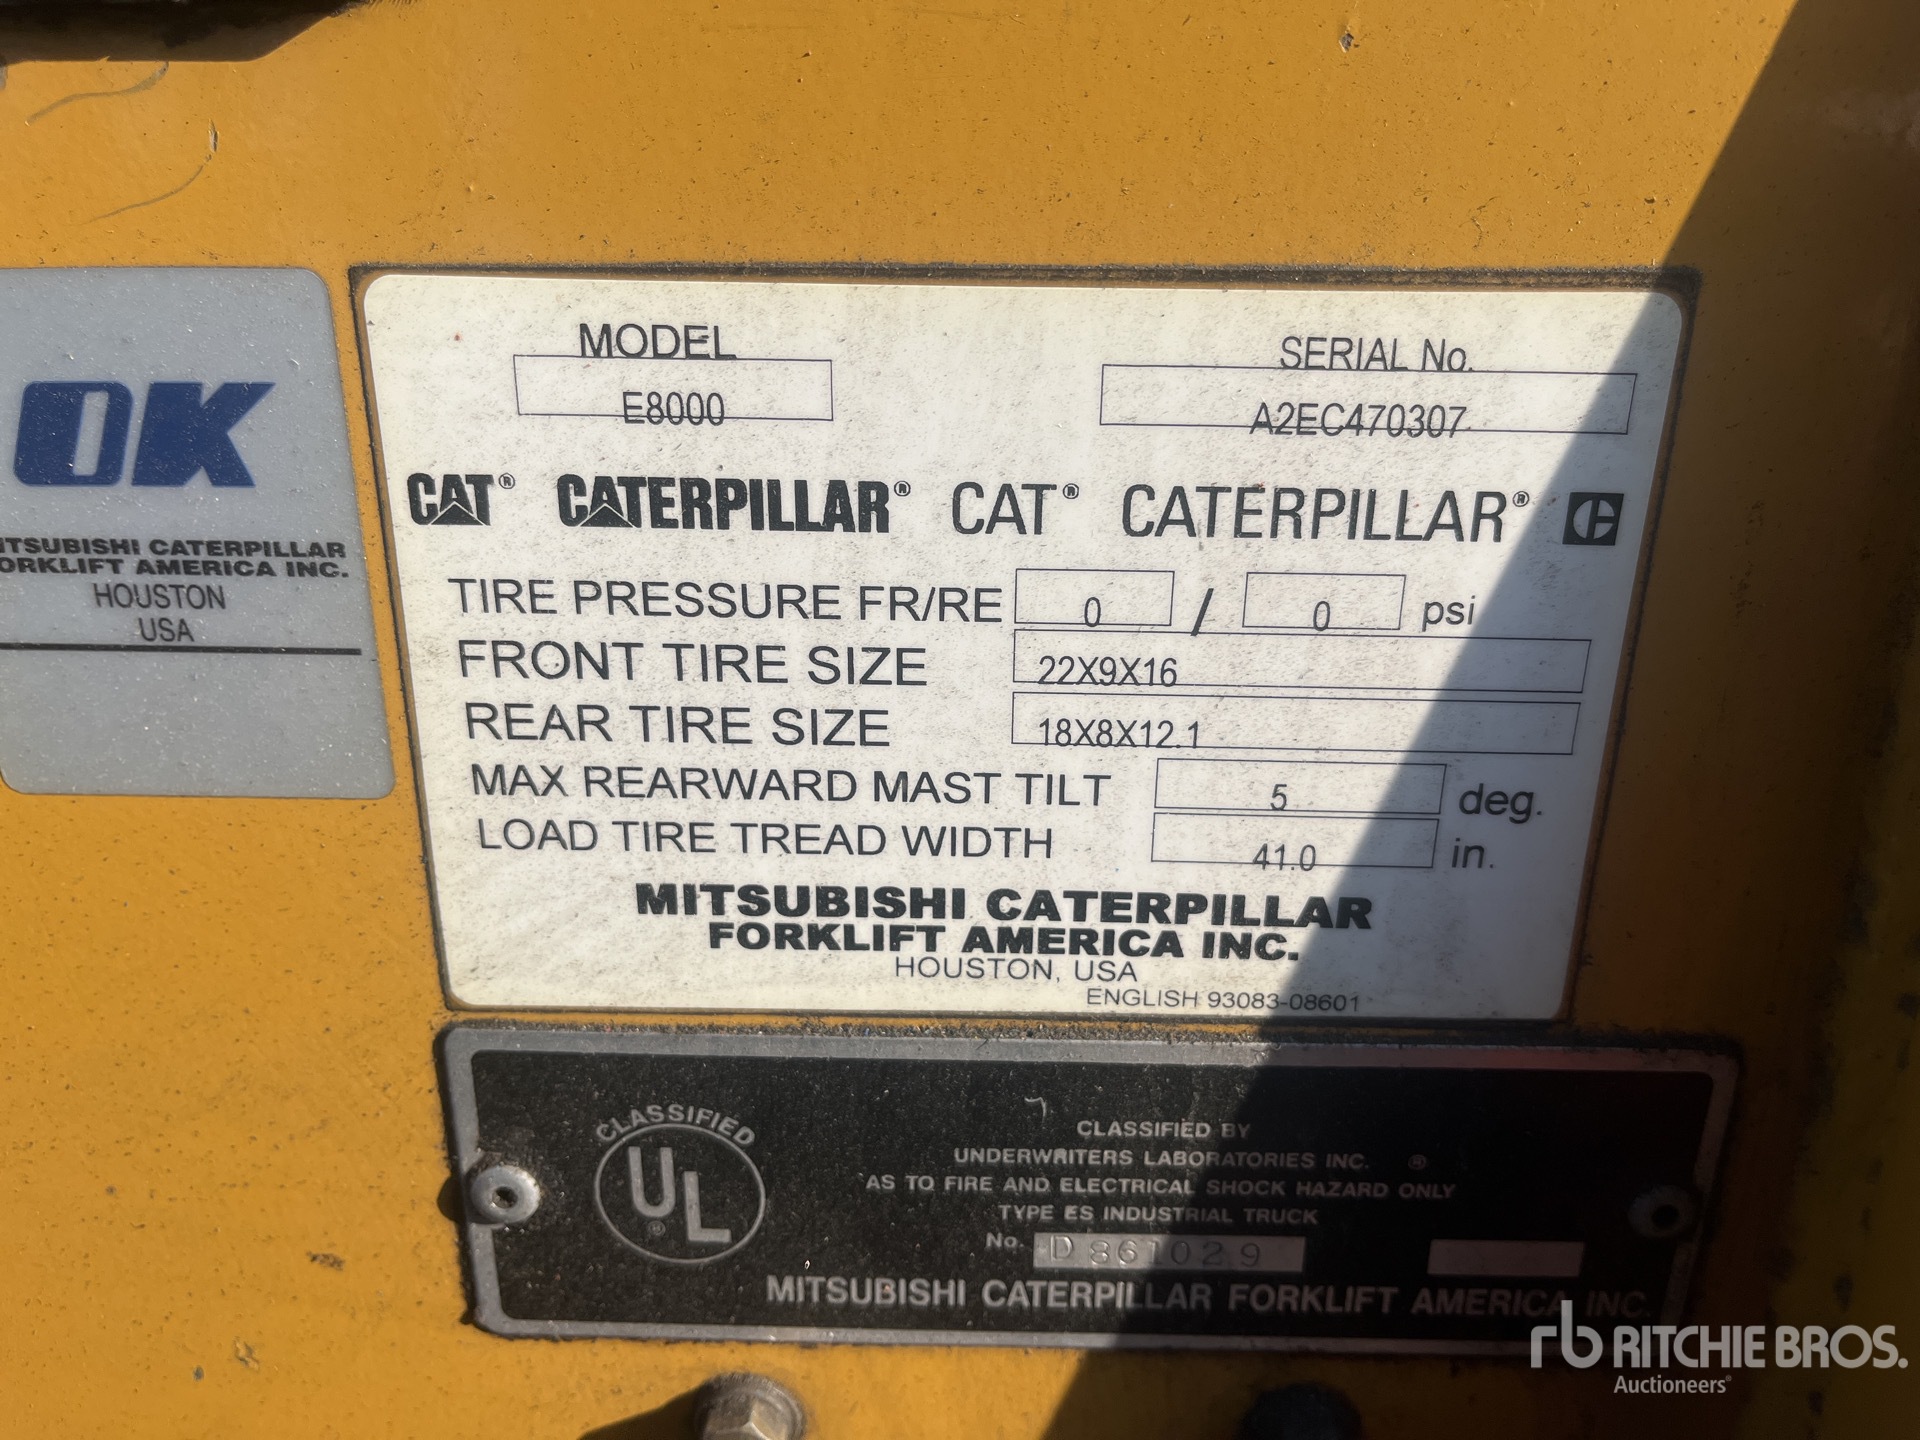 OK
ITSUBISHI CATERPILLAR
ORKLIFT AMERICA INC.
HOUSTON
USA
MODEL
E8000
SERIAL No.
A2EC470307
CAT® CATERPILLAR® CAT® CATERPILLAR®
TIRE PRESSURE FR/RE 0 / 0 psi
FRONT TIRE SIZE 22X9X16
REAR TIRE SIZE 18X8X12.1
MAX REARWARD MAST TILT 5 deg.
LOAD TIRE TREAD WIDTH 41.0 in.
MITSUBISHI CATERPILLAR
FORKLIFT AMERICA INC.
HOUSTON, USA
ENGLISH 93083-08601
CLASSIFIED
UL®
CLASSIFIED BY
UNDERWRITERS LABORATORIES INC. ®
AS TO FIRE AND ELECTRICAL SHOCK HAZARD ONLY
TYPE ES INDUSTRIAL TRUCK
No. D861029
MITSUBISHI CATERPILLAR FORKLIFT AMERICA INC.
rb RITCHIE BROS.
Auctioneers®